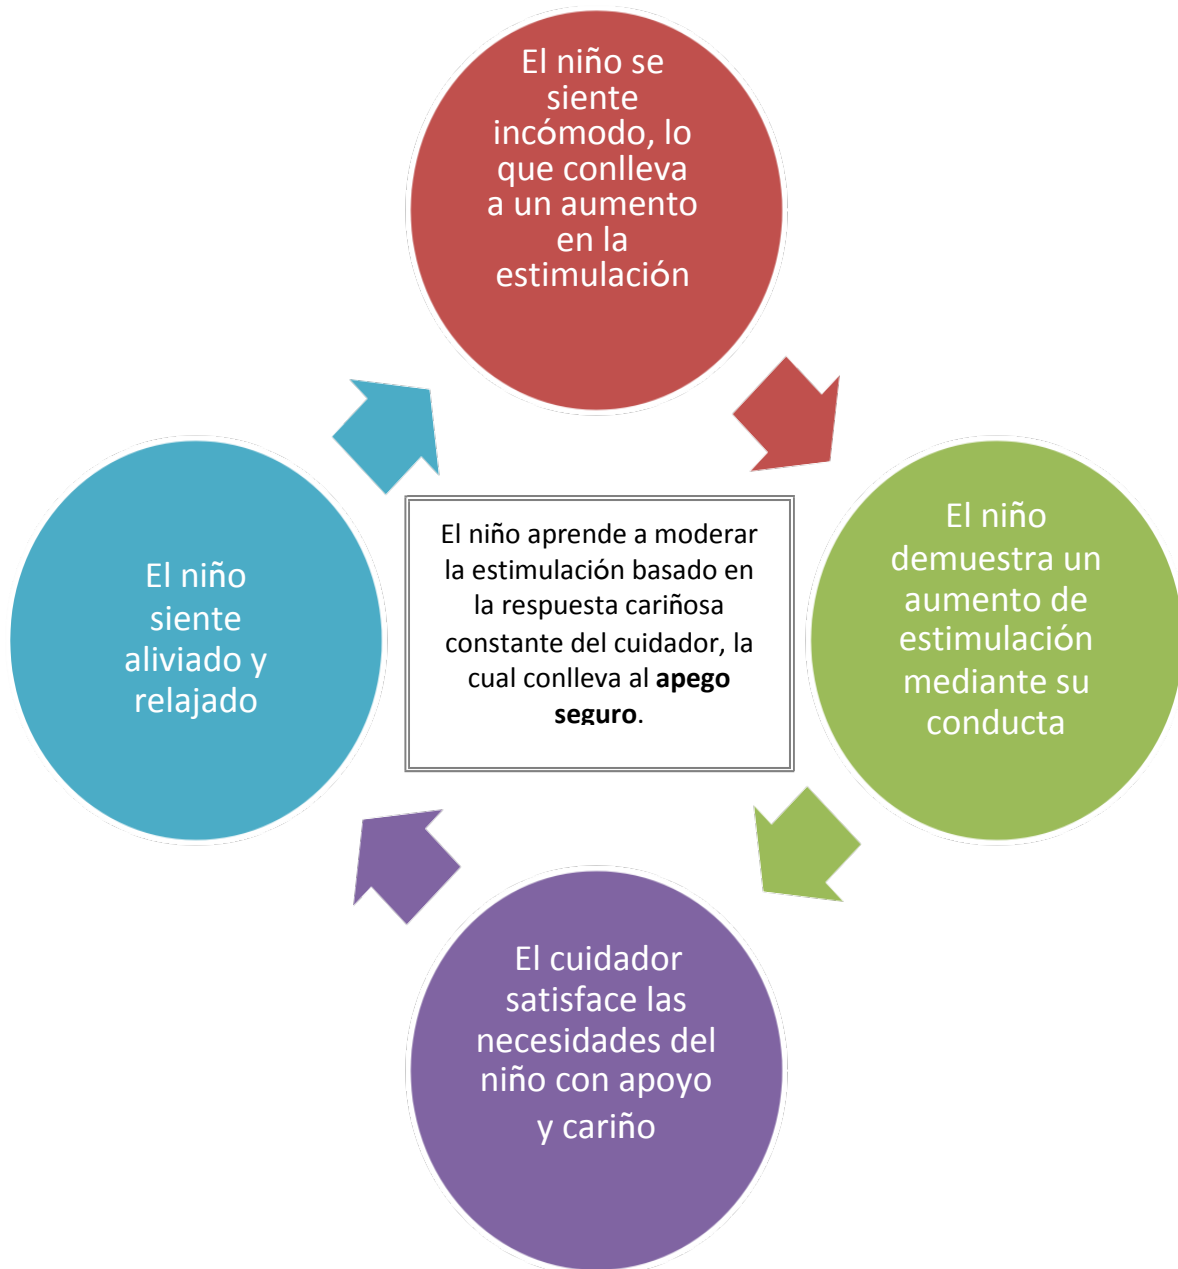 El niño se
siente
incómodo, lo
que conlleva
a un aumento
en la
estimulación
El niño
demuestra un
aumento de
estimulación
mediante su
conducta
El cuidador
satisface las
necesidades del
niño con apoyo
y cariño
El niño
siente
aliviado y
relajado
El niño aprende a moderar
la estimulación basado en
la respuesta cariñosa
constante del cuidador, la
cual conlleva al apego
seguro.